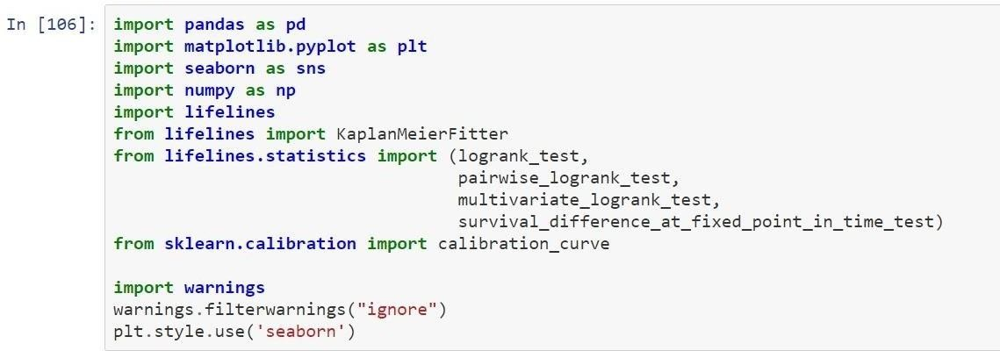 In [106]: import pandas as pd
import matplotlib.pyplot as plt
import seaborn as sns
import numpy as np
import lifelines
from lifelines import KaplanMeierFitter
from lifelines.statistics import (logrank_test,
pairwise_logrank_test,
multivariate_logrank_test,
survival_difference_at_fixed_point_in_time_test)
from sklearn.calibration import calibration_curve
import warnings
warnings.filterwarnings("ignore")
plt.style.use('seaborn')